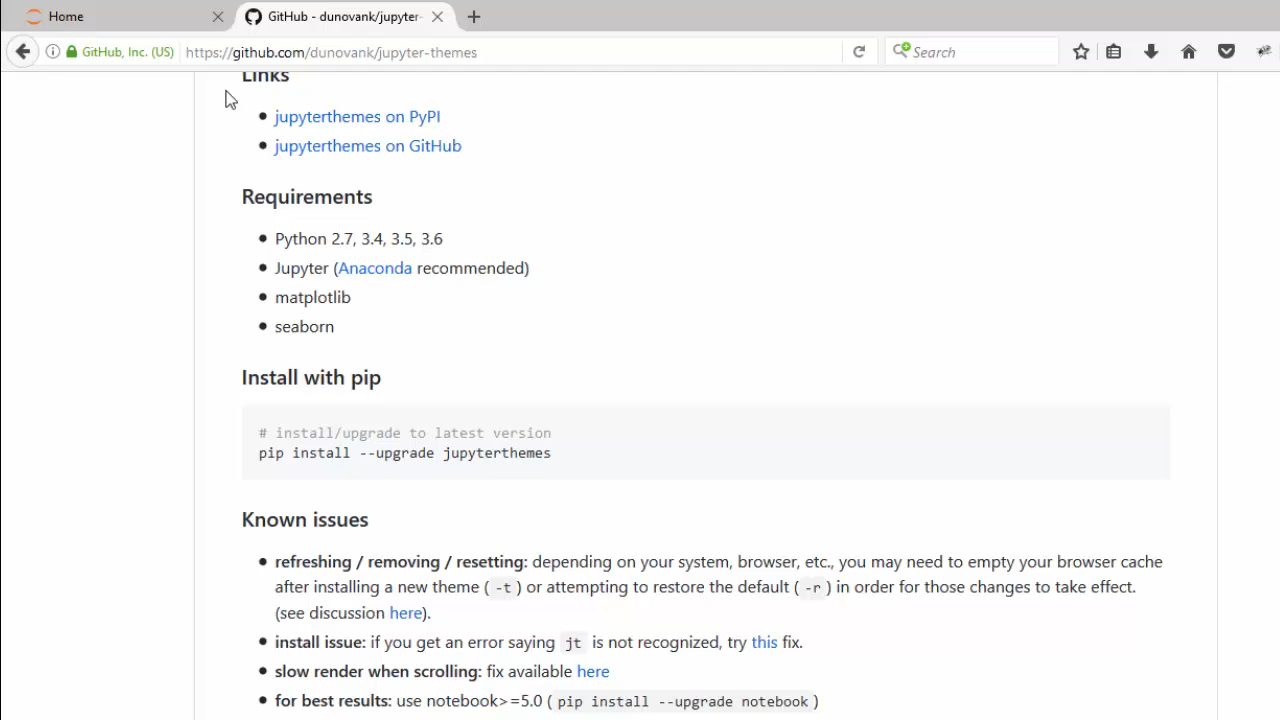 Home
GitHub - dunovank/jupyter-
GitHub, Inc. (US)
https://github.com/dunovank/jupyter-themes
Search
Links
jupyterthemes on PyPI
jupyterthemes on GitHub
Requirements
Python 2.7, 3.4, 3.5, 3.6
Jupyter (Anaconda recommended)
matplotlib
seaborn
Install with pip
# install/upgrade to latest version
pip install --upgrade jupyterthemes
Known issues
refreshing / removing / resetting: depending on your system, browser, etc., you may need to empty your browser cache
after installing a new theme ( -t ) or attempting to restore the default ( -r ) in order for those changes to take effect.
(see discussion here).
install issue: if you get an error saying jt is not recognized, try this fix.
slow render when scrolling: fix available here
for best results: use notebook>=5.0 ( pip install --upgrade notebook )